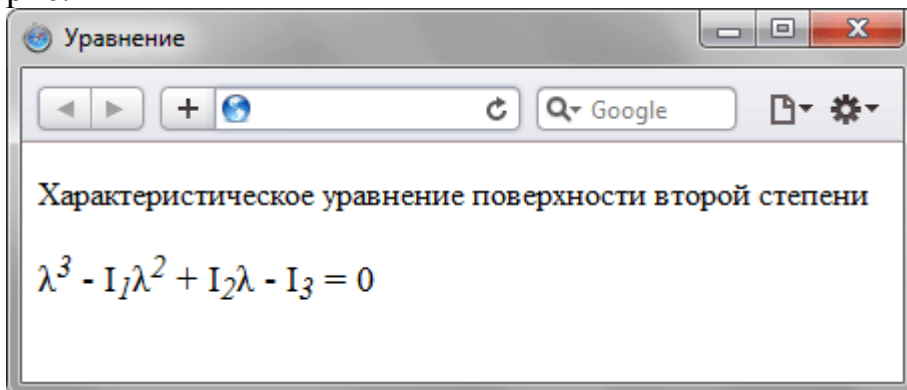 Уравнение
Google
Характеристическое уравнение поверхности второй степени
λ³ - I₁λ² + I₂λ - I₃ = 0